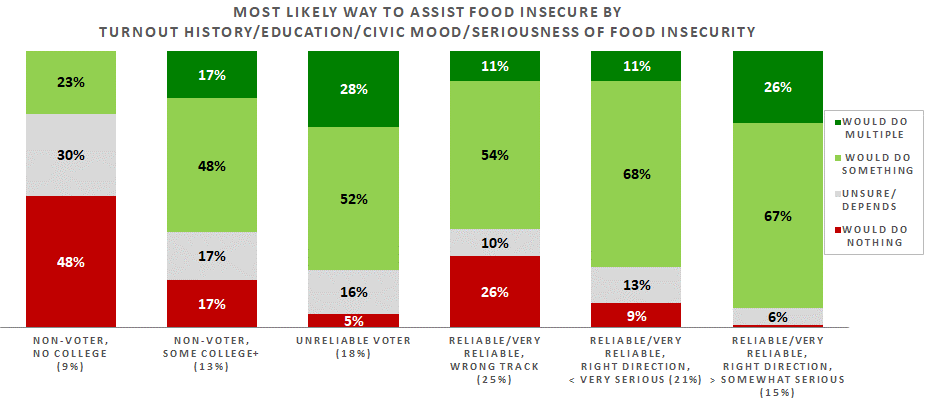 MOST LIKELY WAY TO ASSIST FOOD INSECURE BY
TURNOUT HISTORY/EDUCATION/CIVIC MOOD/SERIOUSNESS OF FOOD INSECURITY
23%
30%
48%
17%
48%
17%
17%
28%
52%
16%
5%
11%
54%
10%
26%
11%
68%
13%
9%
26%
67%
6%
WOULD DO
MULTIPLE
WOULD DO
SOMETHING
UNSURE/
DEPENDS
WOULD DO
NOTHING
NON-VOTER,
NO COLLEGE
(9%)
NON-VOTER,
SOME COLLEGE+
(13%)
UNRELIABLE VOTER
(18%)
RELIABLE/VERY
RELIABLE,
WRONG TRACK
(25%)
RELIABLE/VERY
RELIABLE,
RIGHT DIRECTION,
< VERY SERIOUS (21%)
RELIABLE/VERY
RELIABLE,
RIGHT DIRECTION,
> SOMEWHAT SERIOUS
(15%)